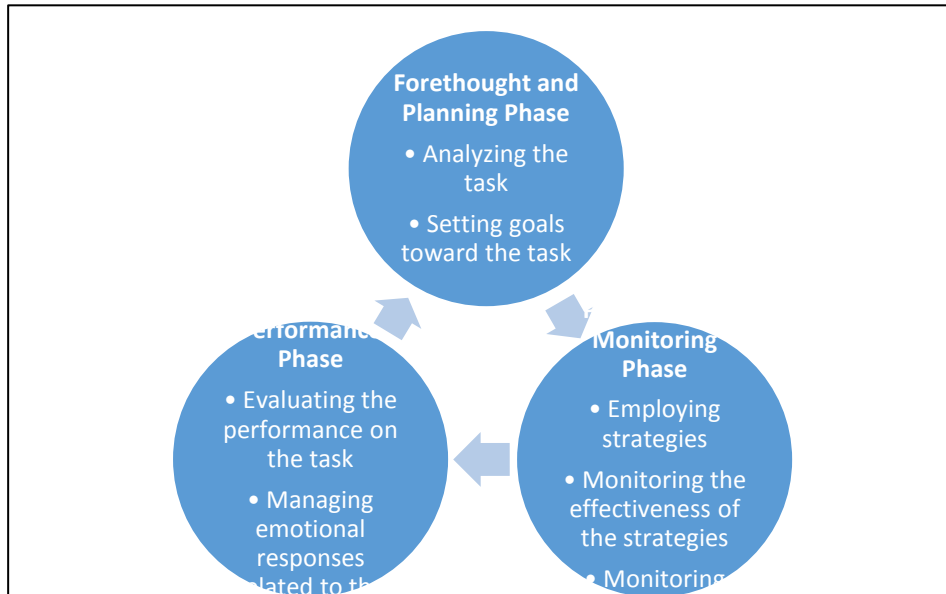 Forethought and
Planning Phase
• Analyzing the
task
• Setting goals
toward the task
Monitoring
Phase
• Employing
strategies
• Monitoring the
effectiveness of
the strategies
• Monitoring
Phase
• Evaluating the
performance on
the task
• Managing
emotional
responses